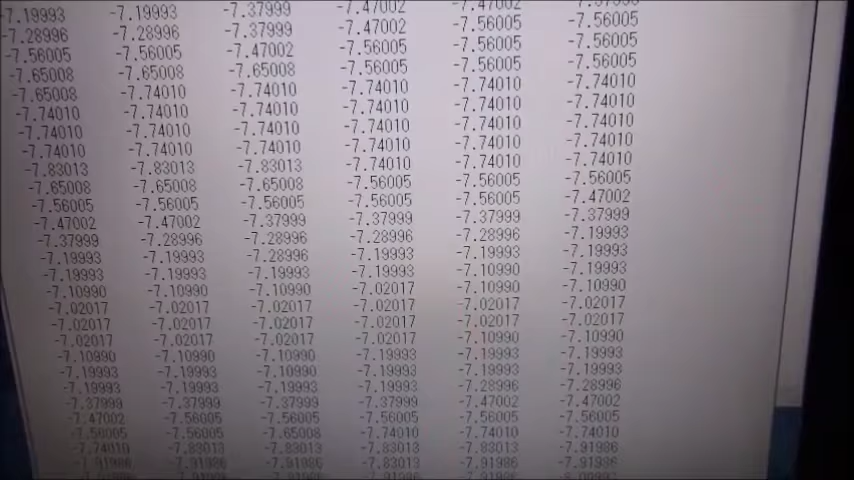 -7.19993 -7.19993 -7.37999 -7.47002 -7.47002
-7.28996 -7.28996 -7.37999 -7.47002 -7.56005 -7.56005
-7.56005 -7.56005 -7.47002 -7.56005 -7.56005 -7.56005
-7.65008 -7.65008 -7.65008 -7.56005 -7.56005 -7.56005
-7.65008 -7.74010 -7.74010 -7.74010 -7.74010 -7.74010
-7.74010 -7.74010 -7.74010 -7.74010 -7.74010 -7.74010
-7.74010 -7.74010 -7.74010 -7.74010 -7.74010 -7.74010
-7.74010 -7.74010 -7.74010 -7.74010 -7.74010 -7.74010
-7.83013 -7.83013 -7.83013 -7.74010 -7.74010 -7.74010
-7.65008 -7.65008 -7.65008 -7.56005 -7.56005 -7.56005
-7.56005 -7.56005 -7.56005 -7.56005 -7.56005 -7.47002
-7.47002 -7.47002 -7.37999 -7.37999 -7.37999 -7.37999
-7.37999 -7.28996 -7.28996 -7.28996 -7.28996 -7.19993
-7.19993 -7.19993 -7.28996 -7.19993 -7.19993 -7.19993
-7.19993 -7.19993 -7.19993 -7.19993 -7.10990 -7.19993
-7.10990 -7.10990 -7.10990 -7.02017 -7.10990 -7.10990
-7.02017 -7.02017 -7.02017 -7.02017 -7.02017 -7.02017
-7.02017 -7.02017 -7.02017 -7.02017 -7.02017 -7.02017
-7.02017 -7.02017 -7.02017 -7.02017 -7.10990 -7.10990
-7.10990 -7.10990 -7.10990 -7.19993 -7.19993 -7.19993
-7.19993 -7.19993 -7.10990 -7.19993 -7.19993 -7.19993
-7.19993 -7.19993 -7.19993 -7.19993 -7.28996 -7.28996
-7.37999 -7.37999 -7.37999 -7.37999 -7.47002 -7.47002
-7.47002 -7.56005 -7.56005 -7.56005 -7.56005 -7.56005
-7.56005 -7.56005 -7.65008 -7.74010 -7.74010 -7.74010
-7.74010 -7.83013 -7.83013 -7.83013 -7.83013 -7.91986
-7.91986 -7.91986 -7.91986 -7.83013 -7.91986 -7.91986